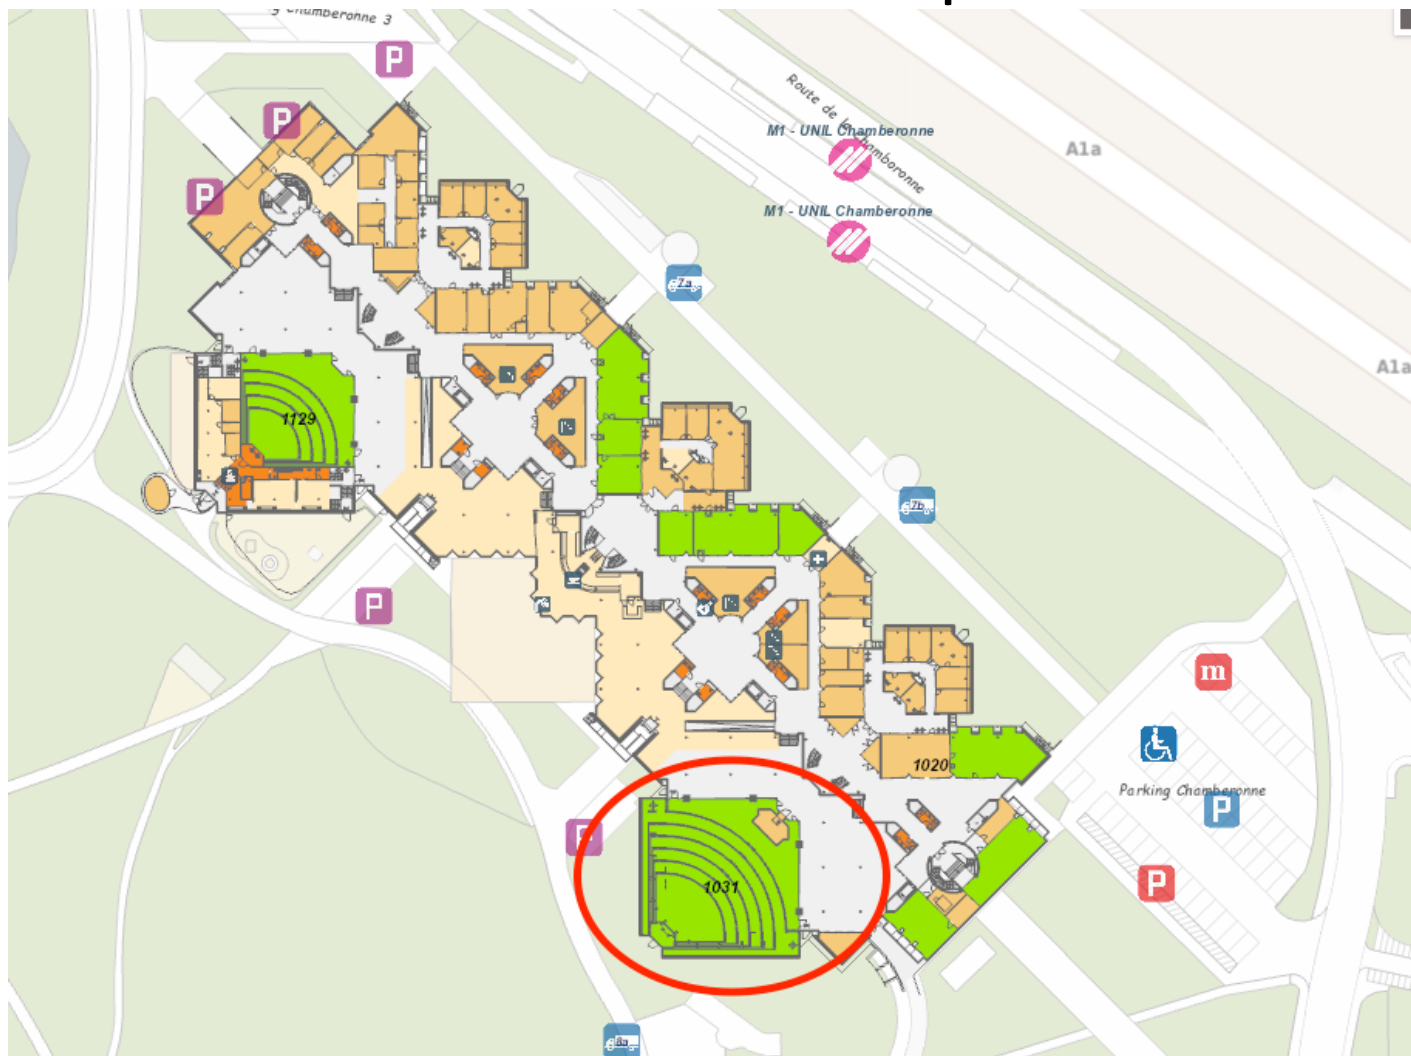 g Chamberonne 3
P
Route de la Chamboronne
M1 - UNIL Chamberonne
A1a
P
P
M1 - UNIL Chamberonne
7a
A1a
1129
7b
P
m
1020
Parking Chamberonne
P
P
P
1031
8a